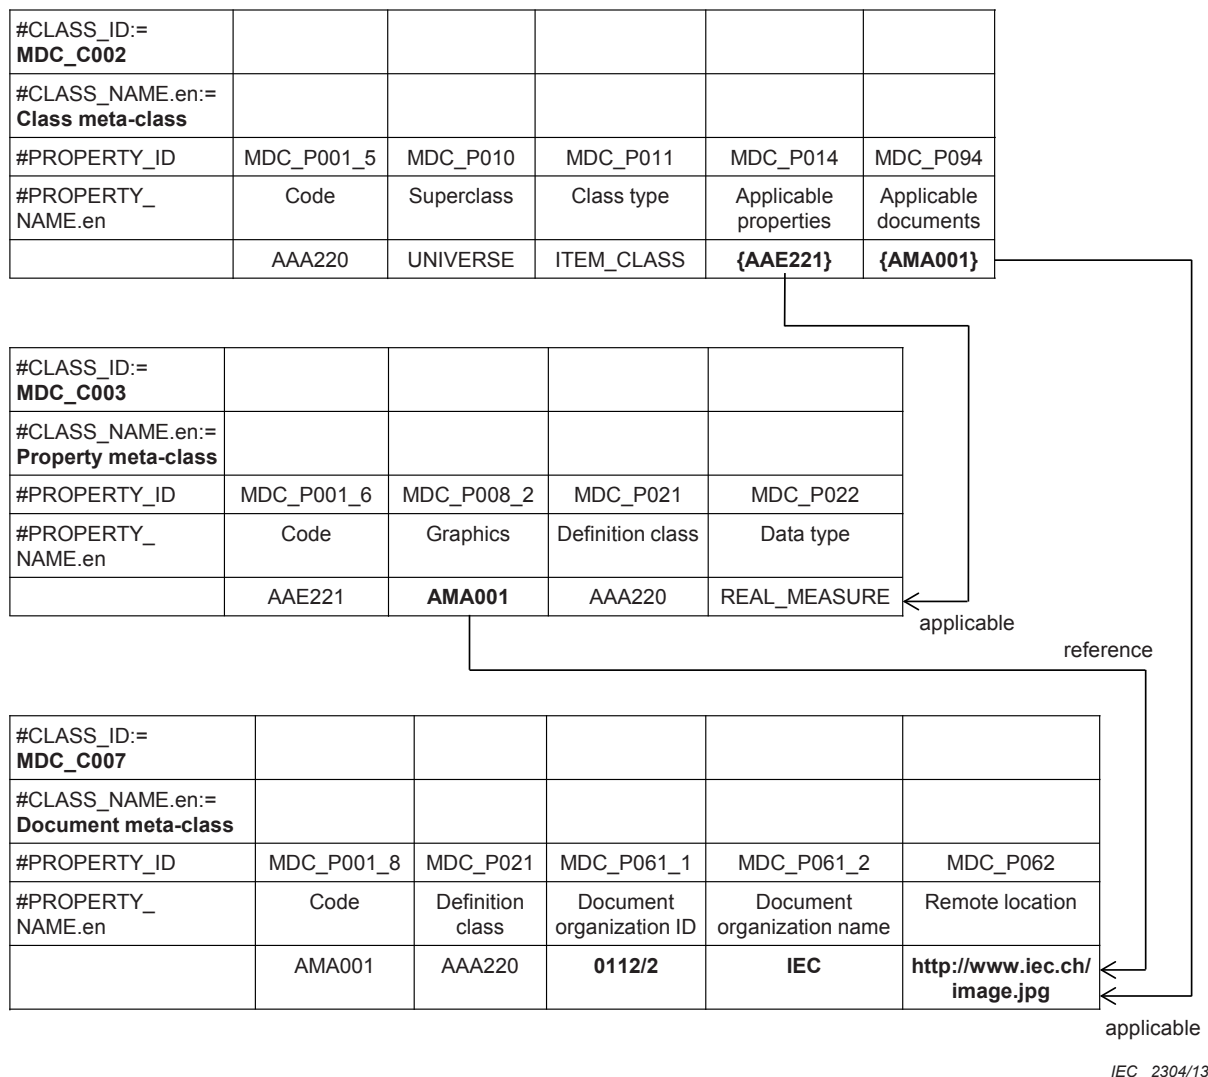 #CLASS_ID:=
MDC_C002
#CLASS_NAME.en:=
Class meta-class
#PROPERTY_ID MDC_P001_5 MDC_P010 MDC_P011 MDC_P014 MDC_P094
#PROPERTY_ Code Superclass Class type Applicable Applicable
NAME.en properties documents
AAA220 UNIVERSE ITEM_CLASS {AAE221} {AMA001}
#CLASS_ID:=
MDC_C003
#CLASS_NAME.en:=
Property meta-class
#PROPERTY_ID MDC_P001_6 MDC_P008_2 MDC_P021 MDC_P022
#PROPERTY_ Code Graphics Definition class Data type
NAME.en
AAE221 AMA001 AAA220 REAL_MEASURE
applicable
reference
#CLASS_ID:=
MDC_C007
#CLASS_NAME.en:=
Document meta-class
#PROPERTY_ID MDC_P001_8 MDC_P021 MDC_P061_1 MDC_P061_2 MDC_P062
#PROPERTY_ Code Definition Document Document Remote location
NAME.en class organization ID organization name
AMA001 AAA220 0112/2 IEC http://www.iec.ch/
image.jpg
applicable
IEC 2304/13